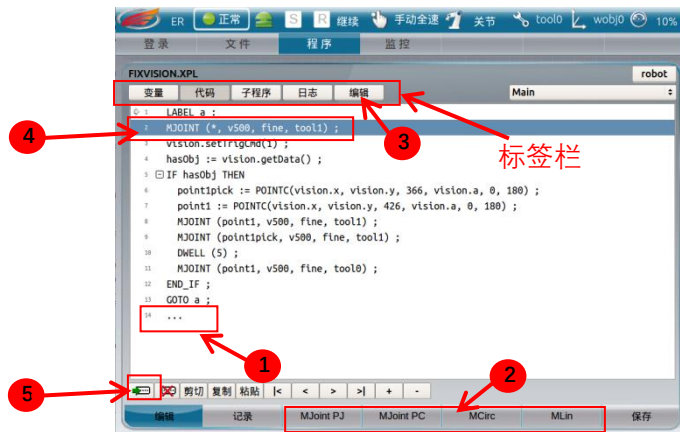 ER 正常 S R 继续 手动全速 关节 tool0 wobj0 10%
登录 文件 程序 监控
FIXVISION.XPL robot
变量 代码 子程序 日志 编辑 Main
1 LABEL a ;
2 MJOINT (*, v500, fine, tool1) ;
3 vision.setTrigCmd(1) ;
4 hasObj := vision.getData() ;
5 IF hasObj THEN
6 point1pick := POINTC(vision.x, vision.y, 366, vision.a, 0, 180) ;
7 point1 := POINTC(vision.x, vision.y, 426, vision.a, 0, 180) ;
8 MJOINT (point1, v500, fine, tool1) ;
9 MJOINT (point1pick, v500, fine, tool1) ;
10 DWELL (5) ;
11 MJOINT (point1, v500, fine, tool0) ;
12 END_IF ;
13 GOTO a ;
14 ...
4
3
标签栏
1
2
5
剪切 复制 粘贴 |< < > >| + -
编辑 记录 MJoint PJ MJoint PC MCirc MLin 保存